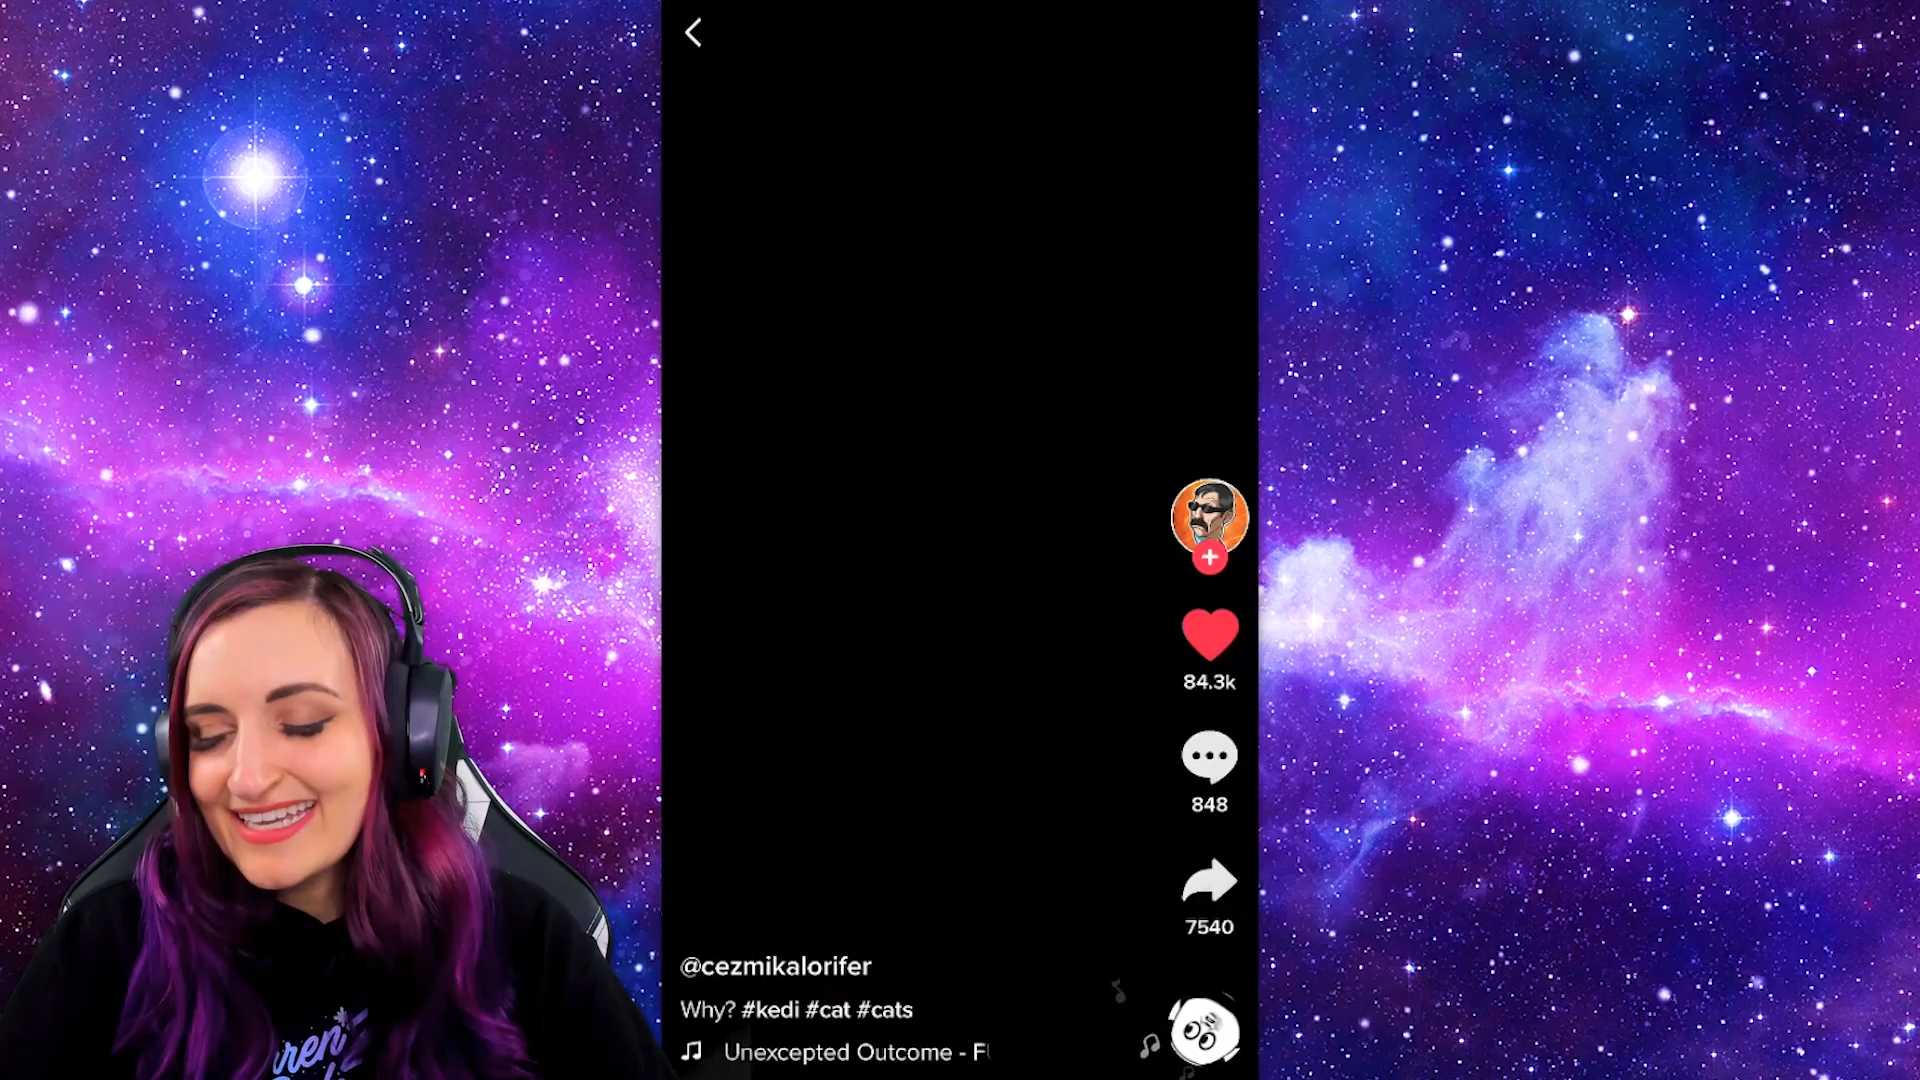 84.3k
848
7540
@cezmikalorifer
Why? #kedi #cat #cats
Unexcepted Outcome - F